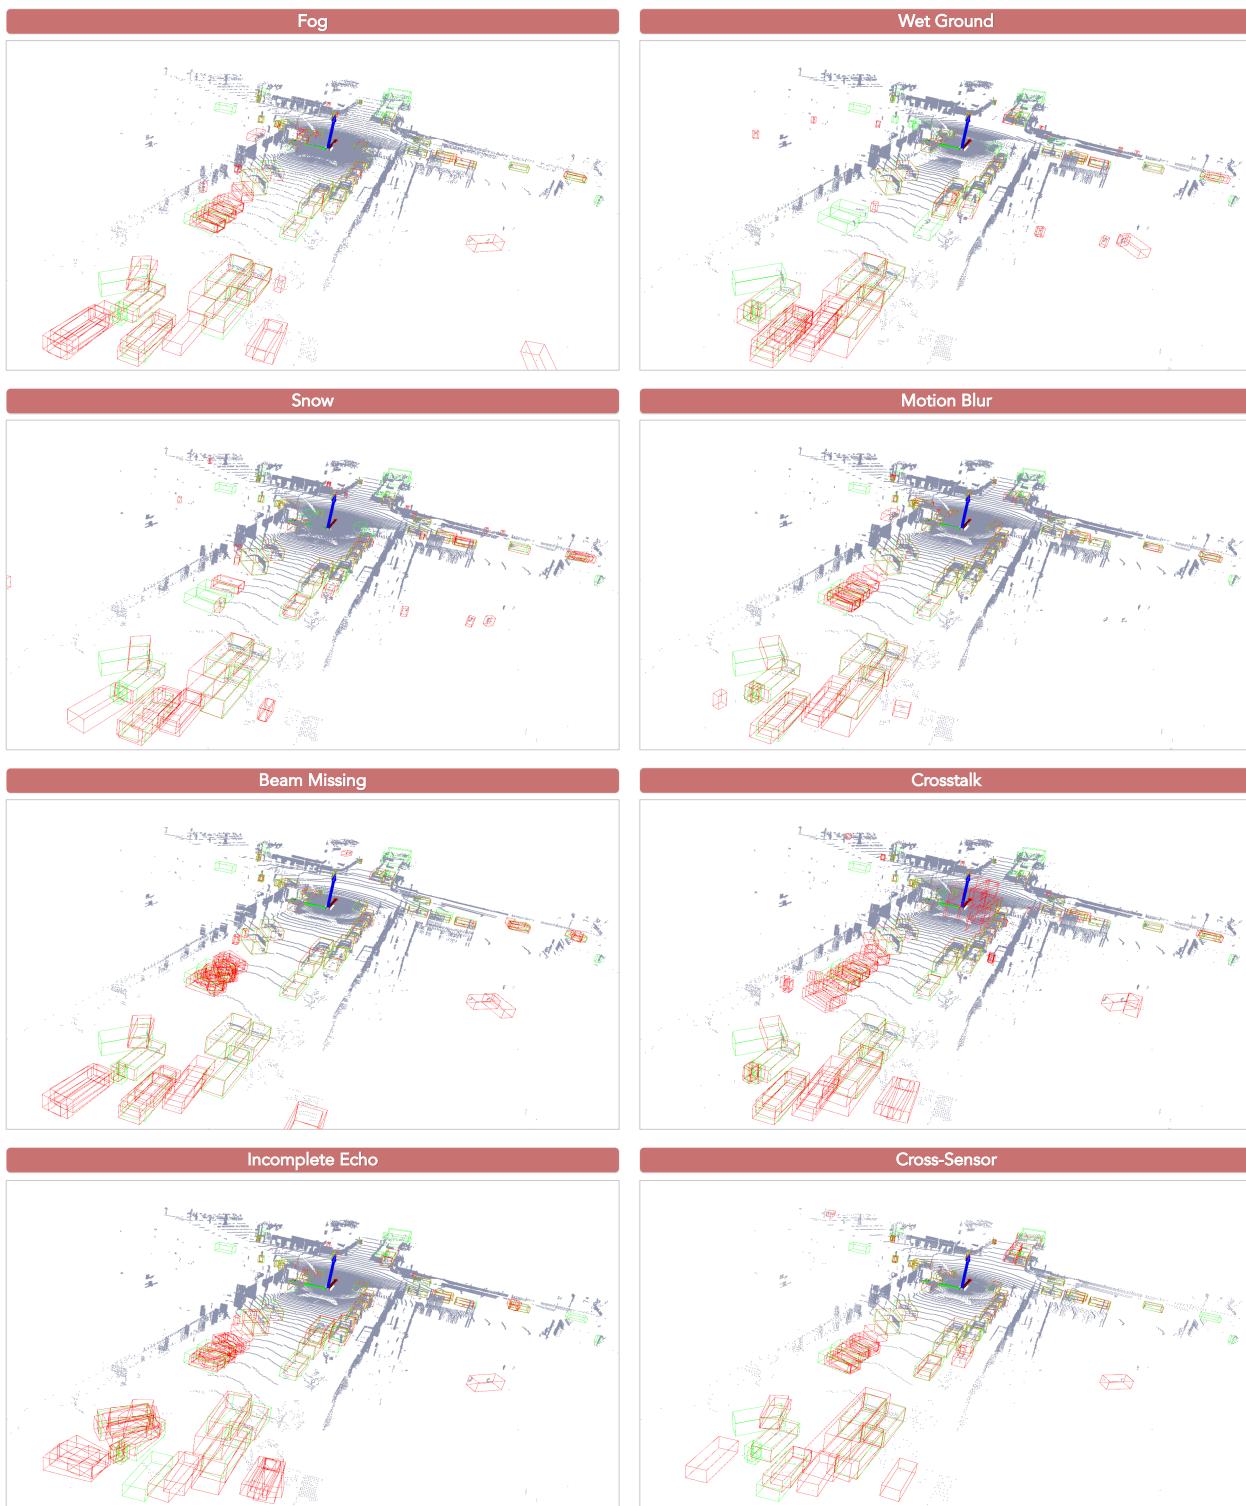 Fog
Wet Ground
Snow
Motion Blur
Beam Missing
Crosstalk
Incomplete Echo
Cross-Sensor